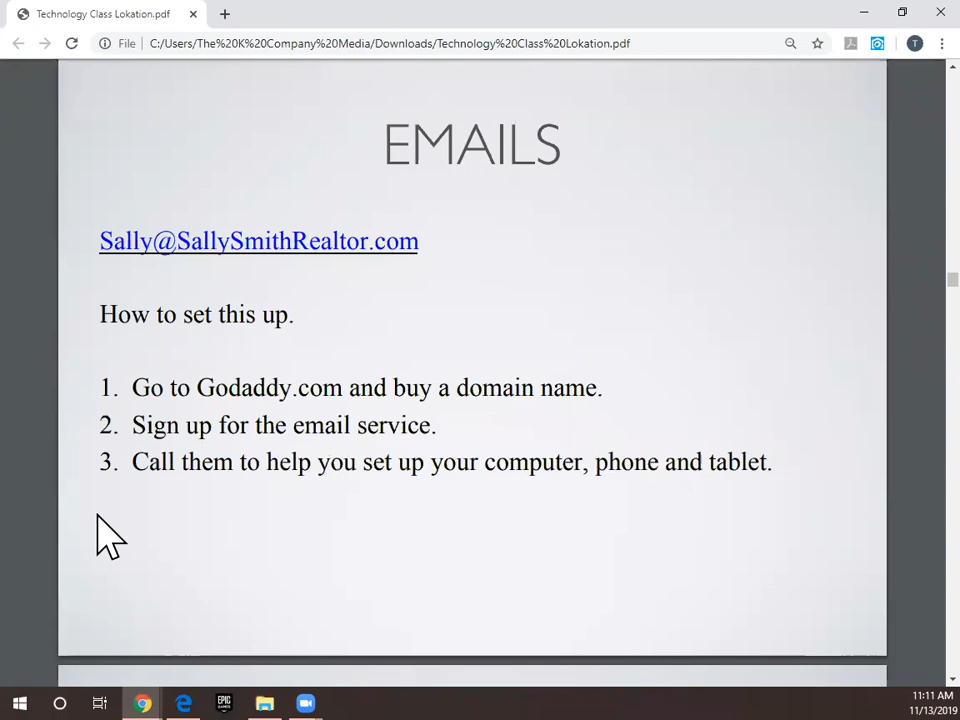 Technology Class Lokation.pdf
File C:/Users/The%20K%20Company%20Media/Downloads/Technology%20Class%20Lokation.pdf
T
EMAILS
Sally@SallySmithRealtor.com
How to set this up.
1. Go to Godaddy.com and buy a domain name.
2. Sign up for the email service.
3. Call them to help you set up your computer, phone and tablet.
EPIC
GAMES
11:11 AM
11/13/2019